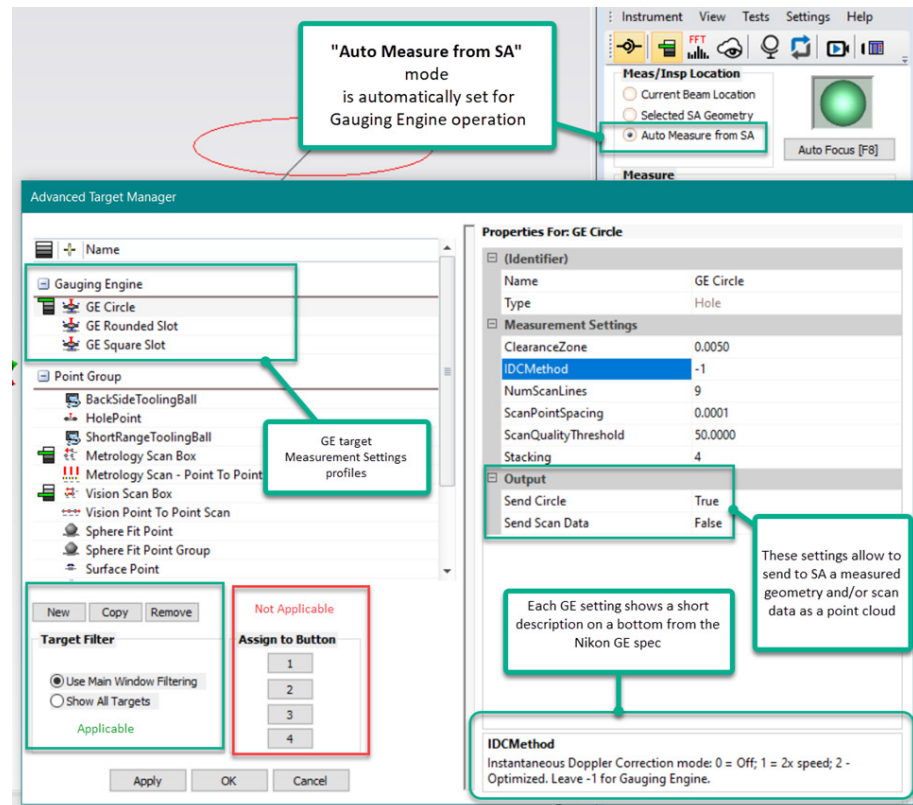 Instrument View Tests Settings Help
FFT
"Auto Measure from SA"
mode
is automatically set for
Gauging Engine operation
Meas/Insp Location
Current Beam Location
Selected SA Geometry
Auto Measure from SA
Auto Focus [F8]
Measure
Advanced Target Manager
Name
Gauging Engine
GE Circle
GE Rounded Slot
GE Square Slot
Point Group
BackSideToolingBall
HolePoint
ShortRangeToolingBall
Metrology Scan Box
Metrology Scan - Point To Point
Vision Scan Box
Vision Point To Point Scan
Sphere Fit Point
Sphere Fit Point Group
Surface Point
GE target
Measurement Settings
profiles
New Copy Remove
Target Filter
Use Main Window Filtering
Show All Targets
Applicable
Not Applicable
Assign to Button
1
2
3
4
Apply OK Cancel
Properties For: GE Circle
(Identifier)
Name GE Circle
Type Hole
Measurement Settings
ClearanceZone 0.0050
IDCMethod -1
NumScanLines 9
ScanPointSpacing 0.0001
ScanQualityThreshold 50.0000
Stacking 4
Output
Send Circle True
Send Scan Data False
These settings allow to
send to SA a measured
geometry and/or scan
data as a point cloud
Each GE setting shows a short
description on a bottom from the
Nikon GE spec
IDCMethod
Instantaneous Doppler Correction mode: 0 = Off; 1 = 2x speed; 2 -
Optimized. Leave -1 for Gauging Engine.